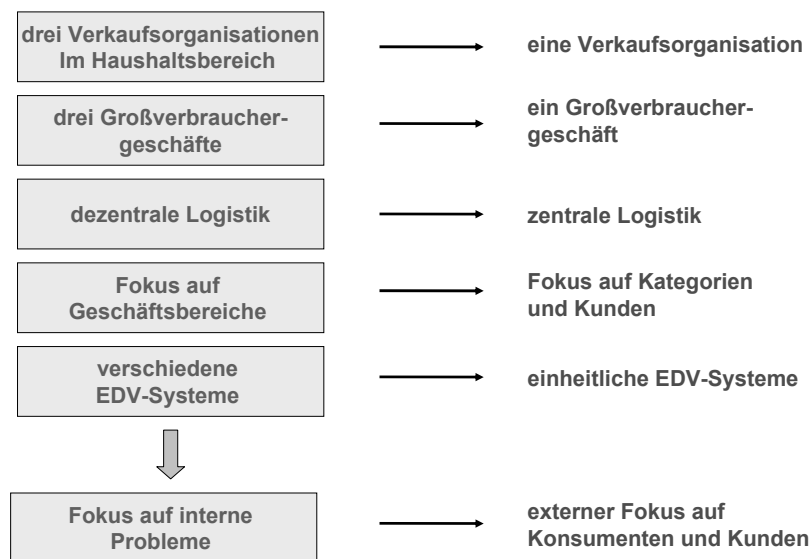 drei Verkaufsorganisationen
Im Haushaltsbereich
eine Verkaufsorganisation
drei Großverbraucher-
geschäfte
ein Großverbraucher-
geschäft
dezentrale Logistik
zentrale Logistik
Fokus auf
Geschäftsbereiche
Fokus auf Kategorien
und Kunden
verschiedene
EDV-Systeme
einheitliche EDV-Systeme
Fokus auf interne
Probleme
externer Fokus auf
Konsumenten und Kunden